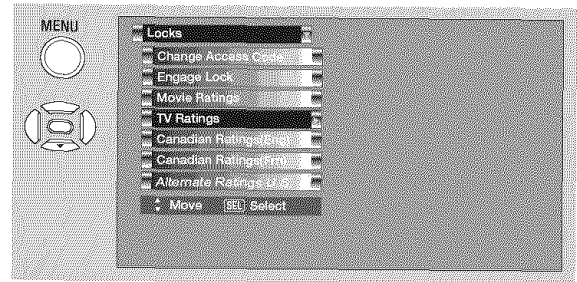 MENU
Locks
Change Access Code
Engage Lock
Movie Ratings
TV Ratings
Canadian Ratings(Eng)
Canadian Ratings(Frn)
Alternate Ratings U.S.
Move SEL Select